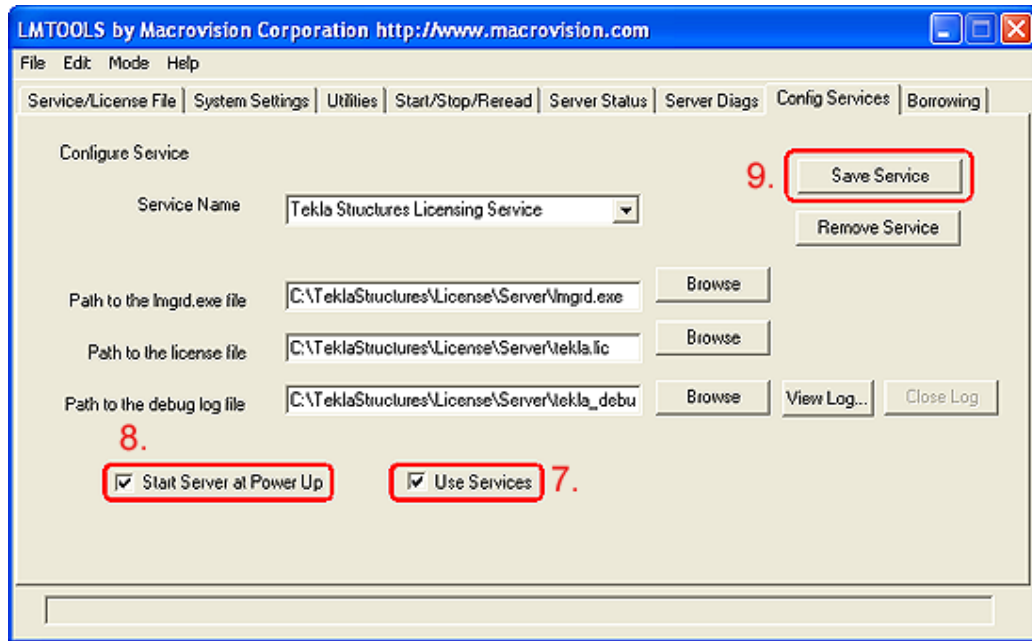 LMTOOLS by Macrovision Corporation http://www.macrovision.com
File Edit Mode Help
Service/License File System Settings Utilities Start/Stop/Reread Server Status Server Diags Config Services Borrowing
Configure Service
9. Save Service
Service Name Tekla Structures Licensing Service
Remove Service
Path to the lmgrd.exe file C:\TeklaStructures\License\Server\lmgrd.exe Browse
Path to the license file C:\TeklaStructures\License\Server\tekla.lic Browse
Path to the debug log file C:\TeklaStructures\License\Server\tekla_debu Browse View Log... Close Log
8.
Start Server at Power Up Use Services 7.